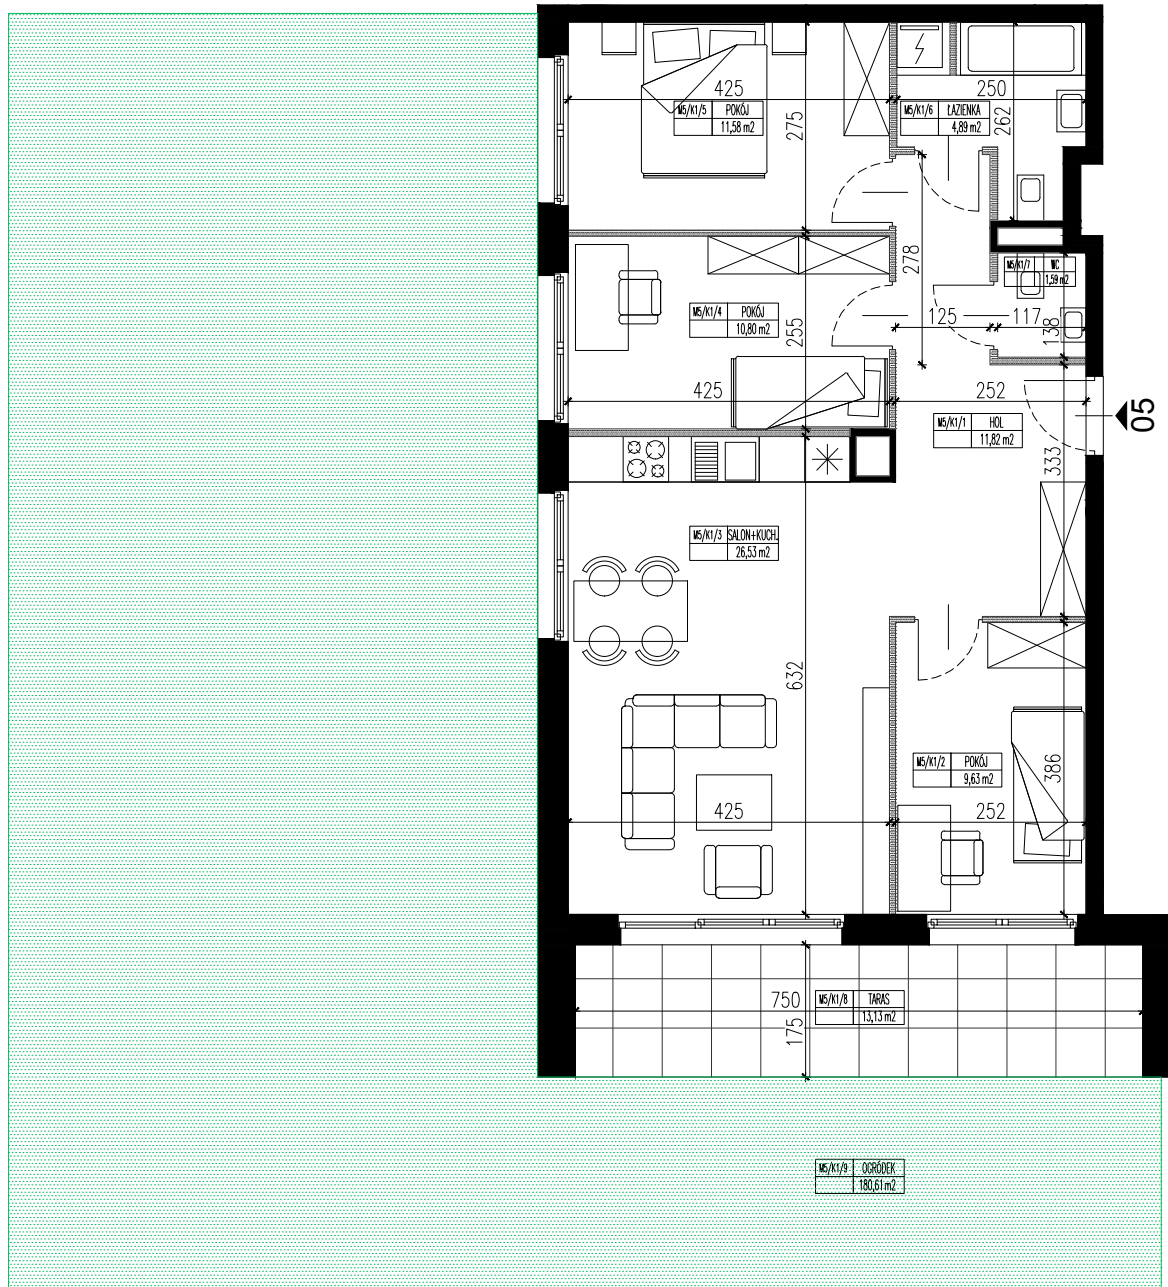 425
250
M5/K1/5 POKÓJ
11,58 m2
M5/K1/6 ŁAZIENKA
4,89 m2
275
262
278
M5/K1/7 WC
1,59 m2
M5/K1/4 POKÓJ
10,80 m2
255
125
117
138
425
252
M5/K1/1 HOL
11,82 m2
05
333
M5/K1/3 SALON+KUCH.
26,53 m2
632
M5/K1/2 POKÓJ
9,63 m2
386
425
252
750
M5/K1/8 TARAS
13,13 m2
175
M5/K1/9 OGRÓDEK
180,61 m2